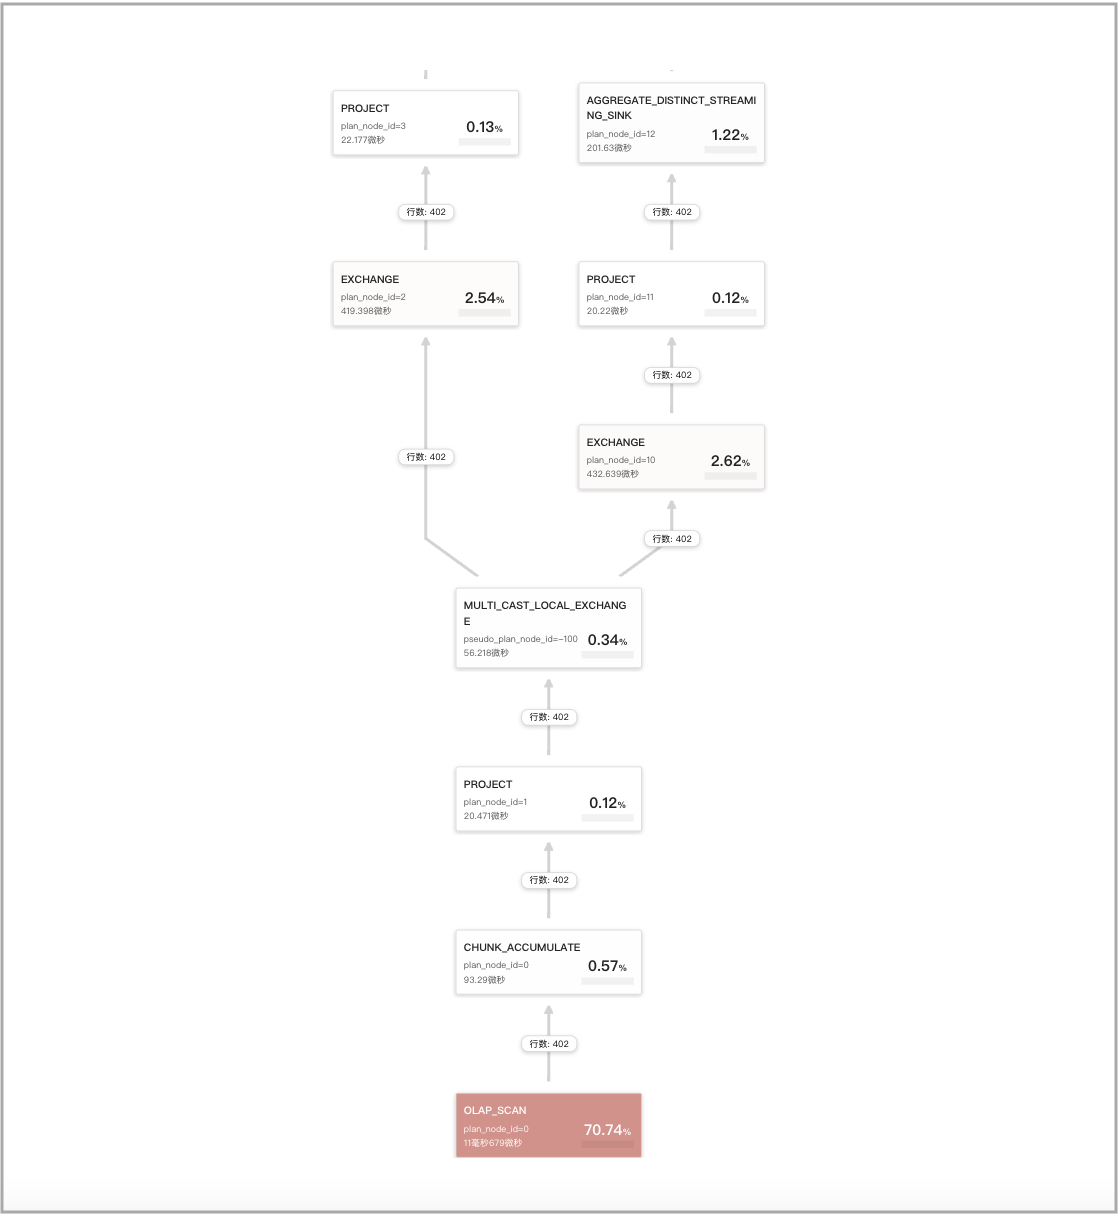 PROJECT
plan_node_id=3
0.13%
22.177微秒
AGGREGATE_DISTINCT_STREAMI
NG_SINK
plan_node_id=12
1.22%
201.63微秒
行数: 402
行数: 402
EXCHANGE
plan_node_id=2
2.54%
419.398微秒
PROJECT
plan_node_id=11
0.12%
20.22微秒
行数: 402
行数: 402
EXCHANGE
plan_node_id=10
2.62%
432.639微秒
行数: 402
MULTI_CAST_LOCAL_EXCHANG
E
pseudo_plan_node_id=-100
0.34%
56.218微秒
行数: 402
PROJECT
plan_node_id=1
0.12%
20.471微秒
行数: 402
CHUNK_ACCUMULATE
plan_node_id=0
0.57%
93.29微秒
行数: 402
OLAP_SCAN
plan_node_id=0
70.74%
11毫秒679微秒